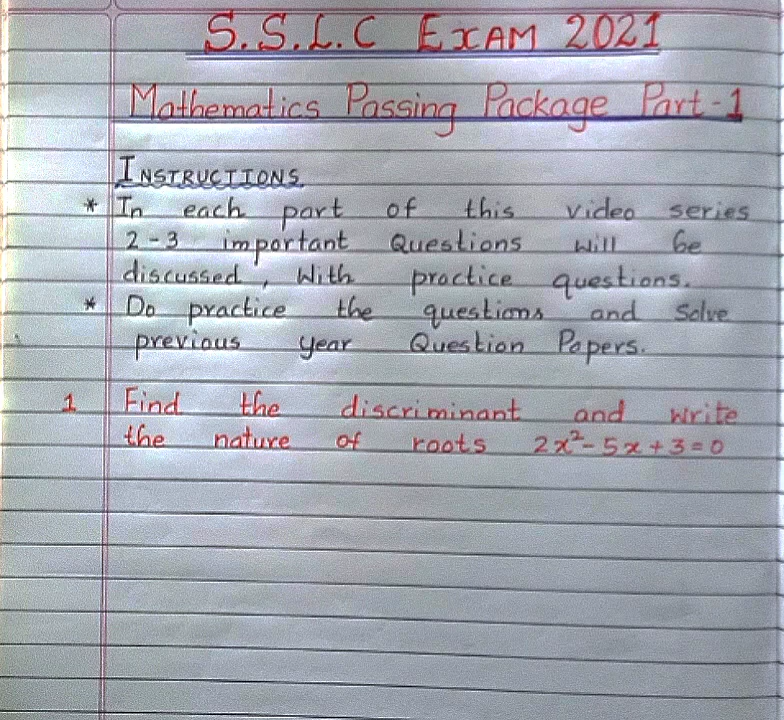 S.S.L.C EXAM 2021
Mathematics Passing Package Part-1
INSTRUCTIONS
* In each part of this video series
2-3 important Questions will be
discussed, With practice questions.
* Do practice the questions and solve
previous year Question Papers.
1 Find the discriminant and write
the nature of roots 2x²-5x+3=0